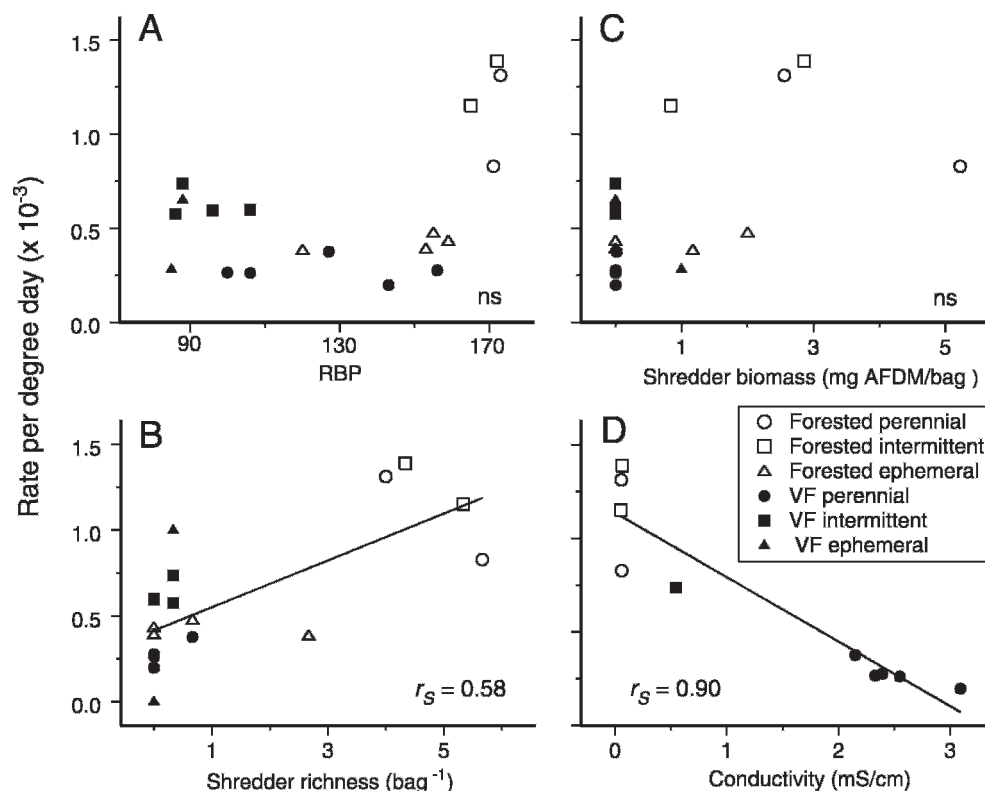 A
C
Rate per degree day (x 10⁻³)
1.5
1.0
0.5
0.0
ns
ns
90
130
170
1
3
5
RBP
Shredder biomass (mg AFDM/bag )
B
D
Forested perennial
Forested intermittent
Forested ephemeral
VF perennial
VF intermittent
VF ephemeral
1.5
1.0
0.5
0.0
r_S = 0.58
r_S = 0.90
1
3
5
0
1
2
3
Shredder richness (bag⁻¹)
Conductivity (mS/cm)